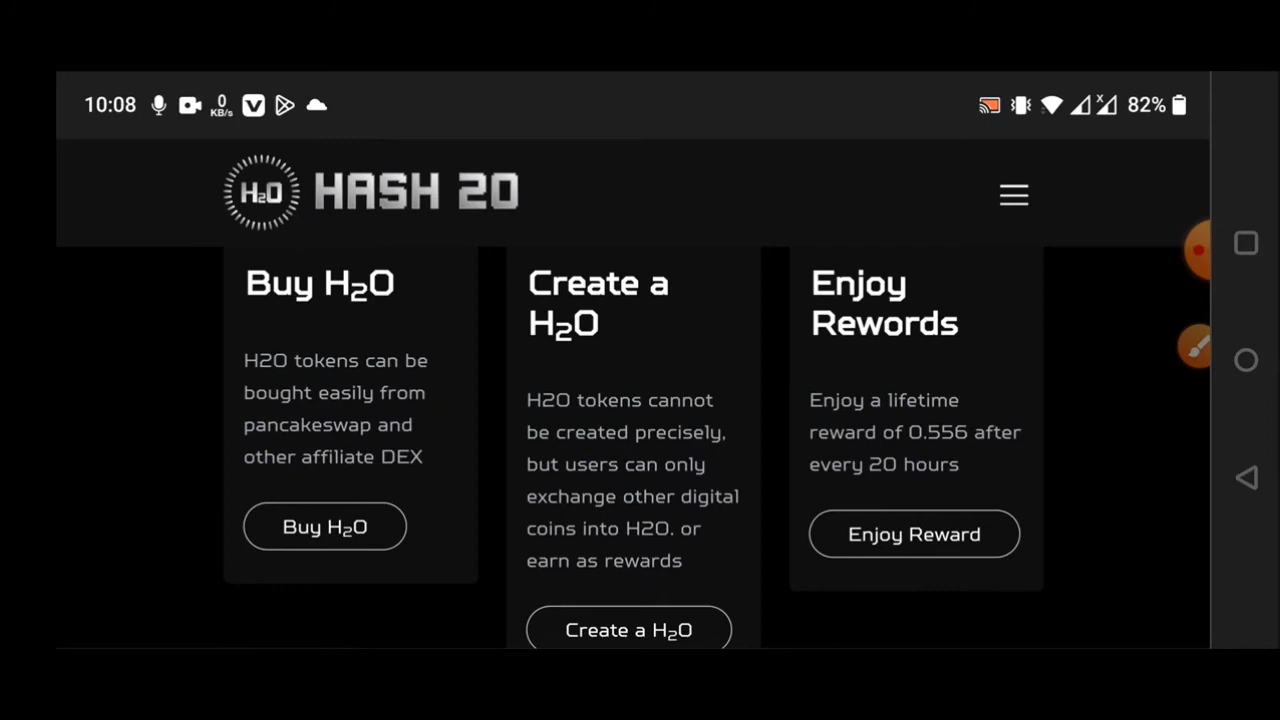 10:08
0
KB/s
V
X
82%
H₂O
HASH 20
Buy H₂O
H2O tokens can be
bought easily from
pancakeswap and
other affiliate DEX
Buy H₂O
Create a
H₂O
H2O tokens cannot
be created precisely,
but users can only
exchange other digital
coins into H2O. or
earn as rewards
Create a H₂O
Enjoy
Rewords
Enjoy a lifetime
reward of 0.556 after
every 20 hours
Enjoy Reward